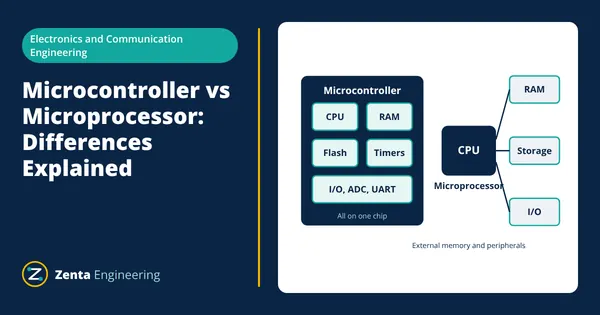 Electronics and Communication
Engineering
Microcontroller vs
Microprocessor:
Differences
Explained
Zenta Engineering
Microcontroller
CPU
RAM
Flash
Timers
I/O, ADC, UART
All on one chip
CPU
Microprocessor
RAM
Storage
I/O
External memory and peripherals